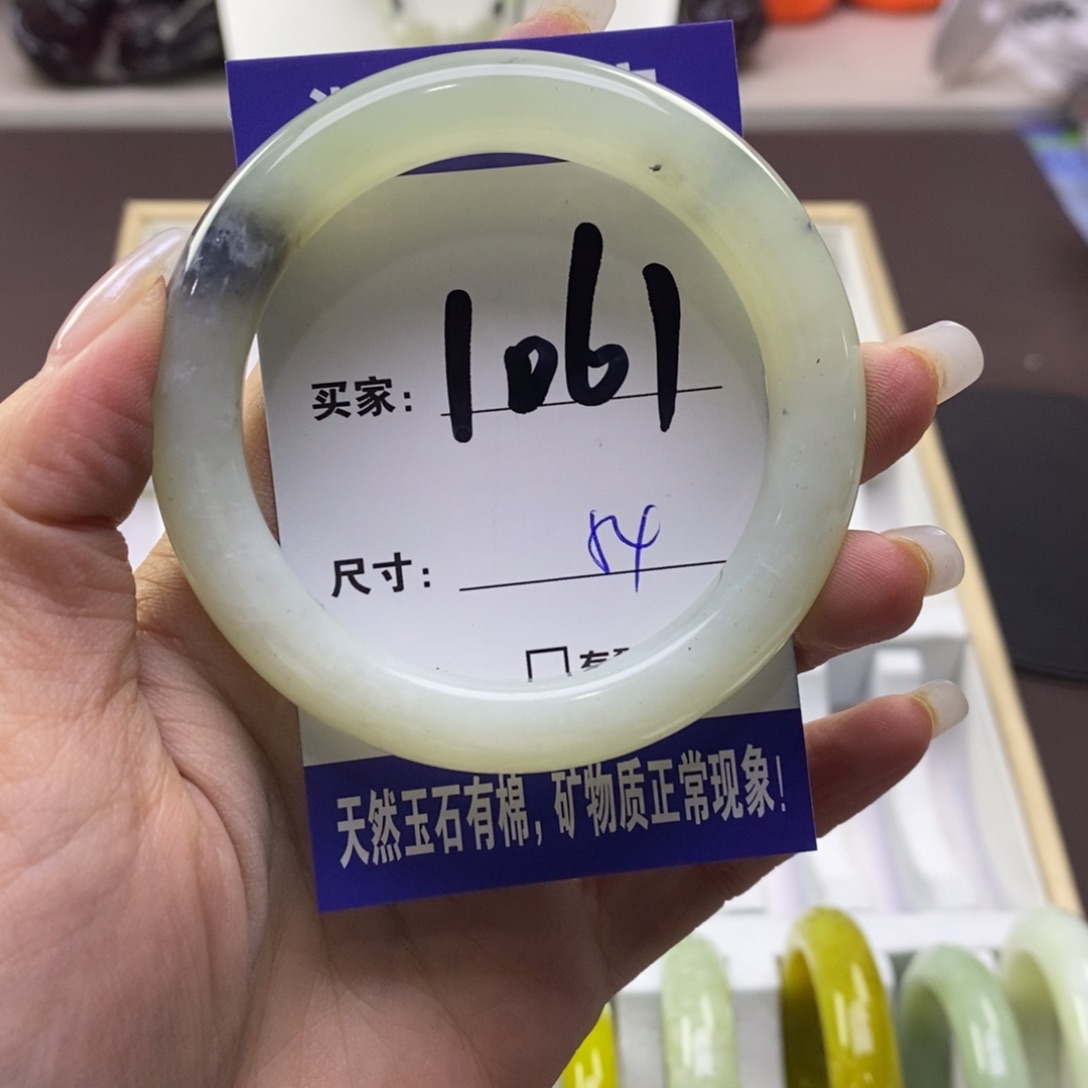 买家: 1061
尺寸: 54
天然玉石有棉, 矿物质正常现象!